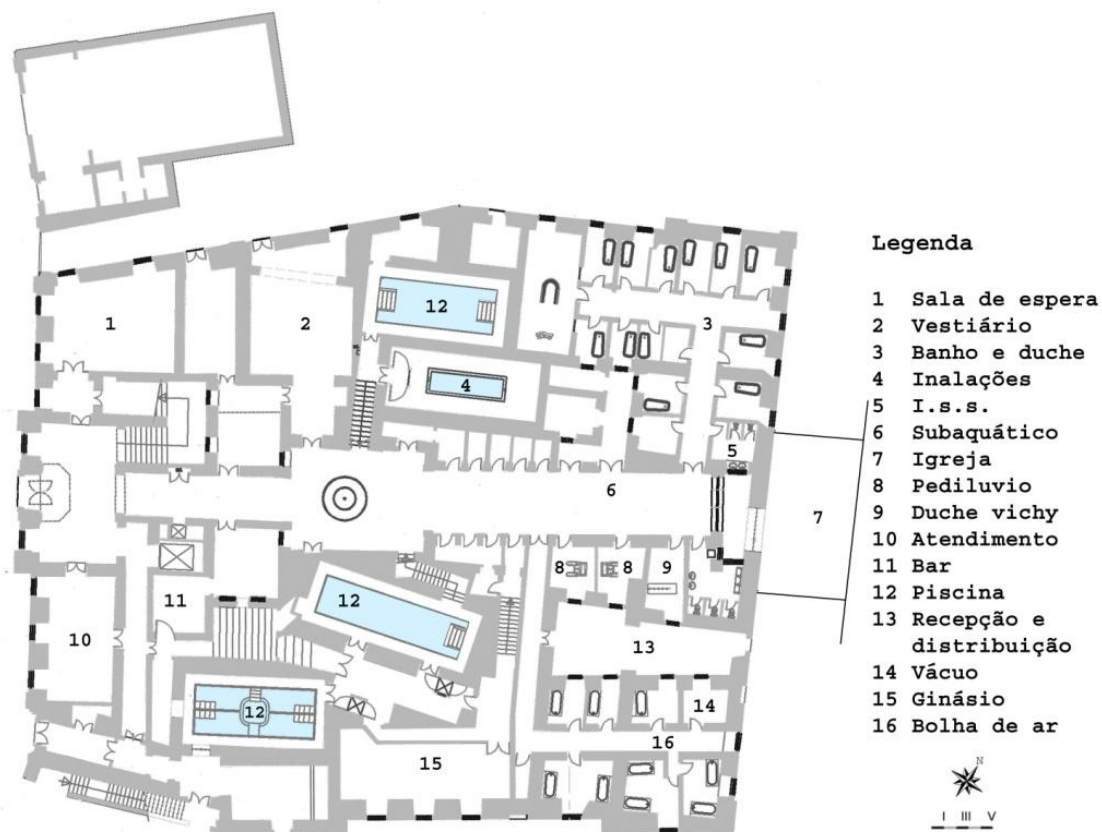 12
1
2
3
4
5
6
7
8
8
9
12
11
10
13
14
12
16
15
Legenda
1 Sala de espera
2 Vestiário
3 Banho e duche
4 Inalações
5 I.s.s.
6 Subaquático
7 Igreja
8 Pediluvio
9 Duche vichy
10 Atendimento
11 Bar
12 Piscina
13 Recepção e
distribuição
14 Vácuo
15 Ginásio
16 Bolha de ar
N
I III V